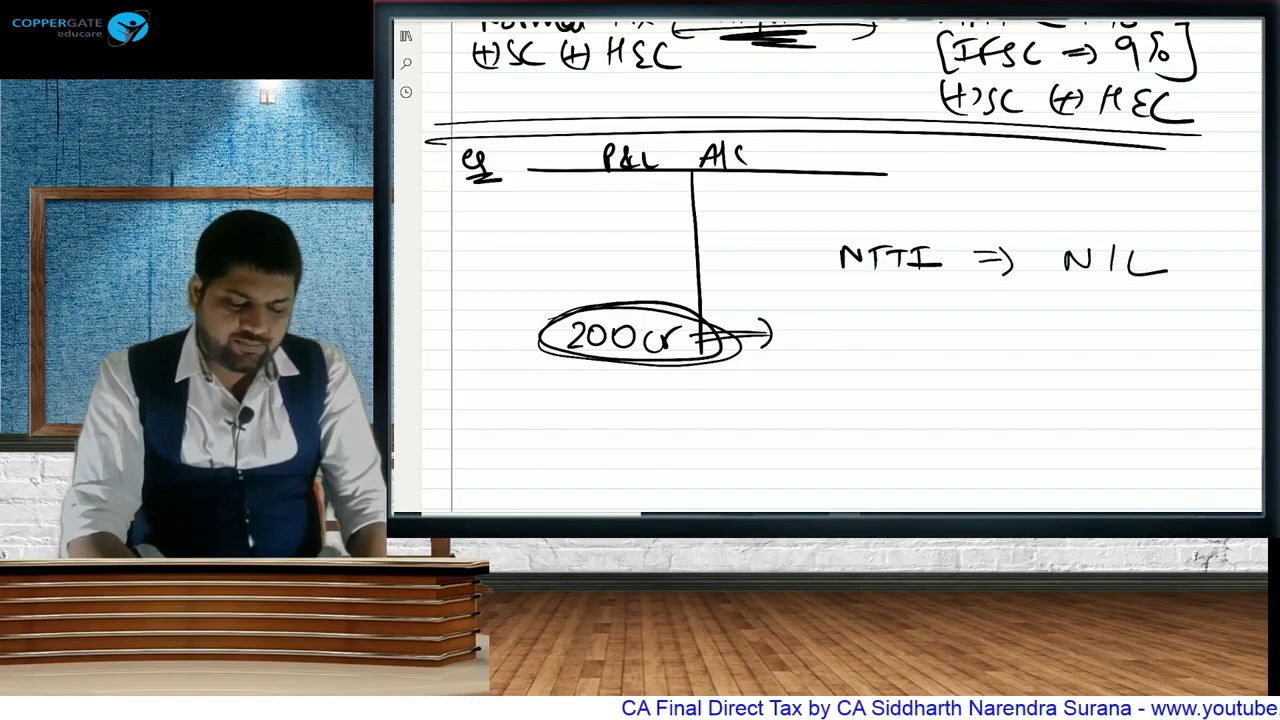 COPPERGATE
educare
(+) SC (+) HEC
[IFSC => 9%]
(+) SC (+) HEC
eg
P&L A/C
NTTI => NIL
200cr
CA Final Direct Tax by CA Siddharth Narendra Surana - www.youtube